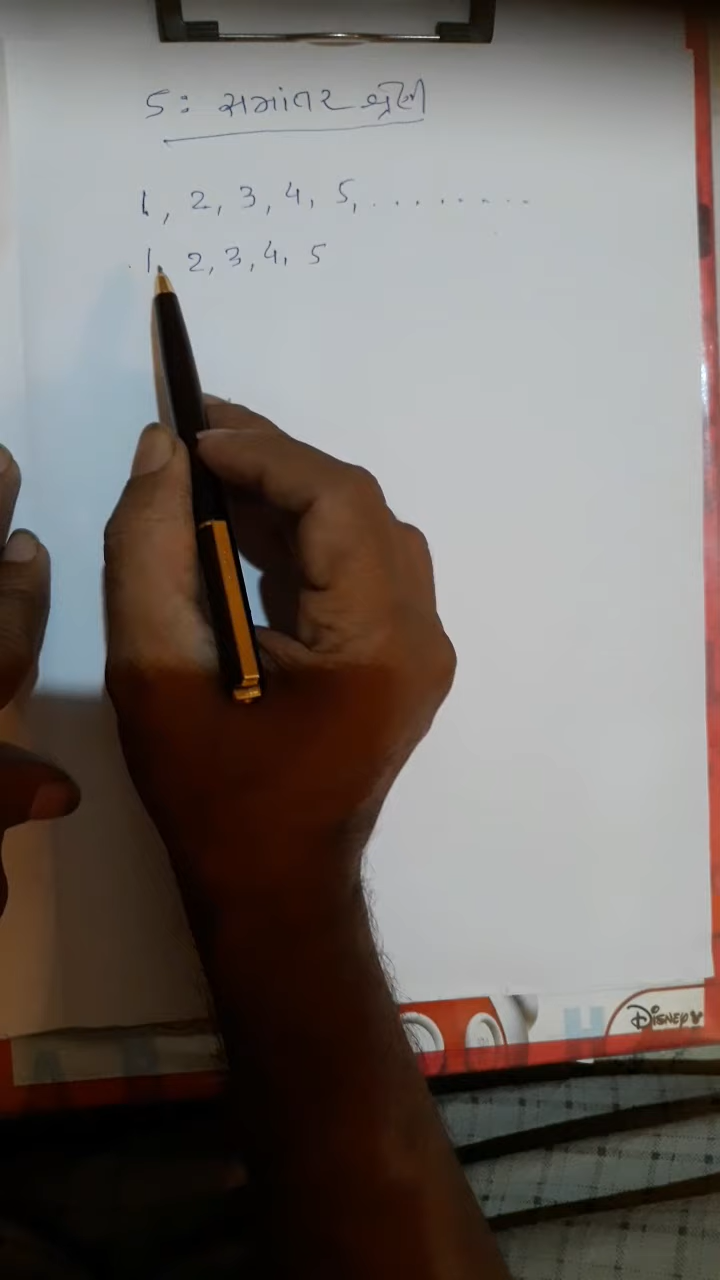 5: સમાંતર શ્રેણી
1, 2, 3, 4, 5, .........
1, 2, 3, 4, 5
DISNEY